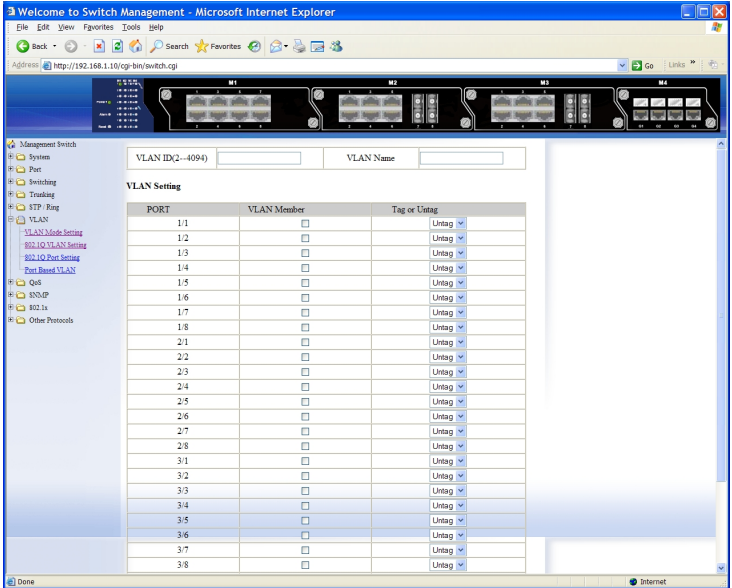 Welcome to Switch Management - Microsoft Internet Explorer
File Edit View Favorites Tools Help
Back Search Favorites
Address http://192.168.1.10/cgi-bin/switch.cgi Go Links »
M1 M2 M3 M4
Management Switch
System
Port
Switching
Trunking
STP / Ring
VLAN
VLAN Mode Setting
802.1Q VLAN Setting
802.1Q Port Setting
Port Based VLAN
QoS
SNMP
802.1x
Other Protocols
VLAN ID(2--4094) VLAN Name
VLAN Setting
PORT VLAN Member Tag or Untag
1/1 Untag
1/2 Untag
1/3 Untag
1/4 Untag
1/5 Untag
1/6 Untag
1/7 Untag
1/8 Untag
2/1 Untag
2/2 Untag
2/3 Untag
2/4 Untag
2/5 Untag
2/6 Untag
2/7 Untag
2/8 Untag
3/1 Untag
3/2 Untag
3/3 Untag
3/4 Untag
3/5 Untag
3/6 Untag
3/7 Untag
3/8 Untag
Done Internet